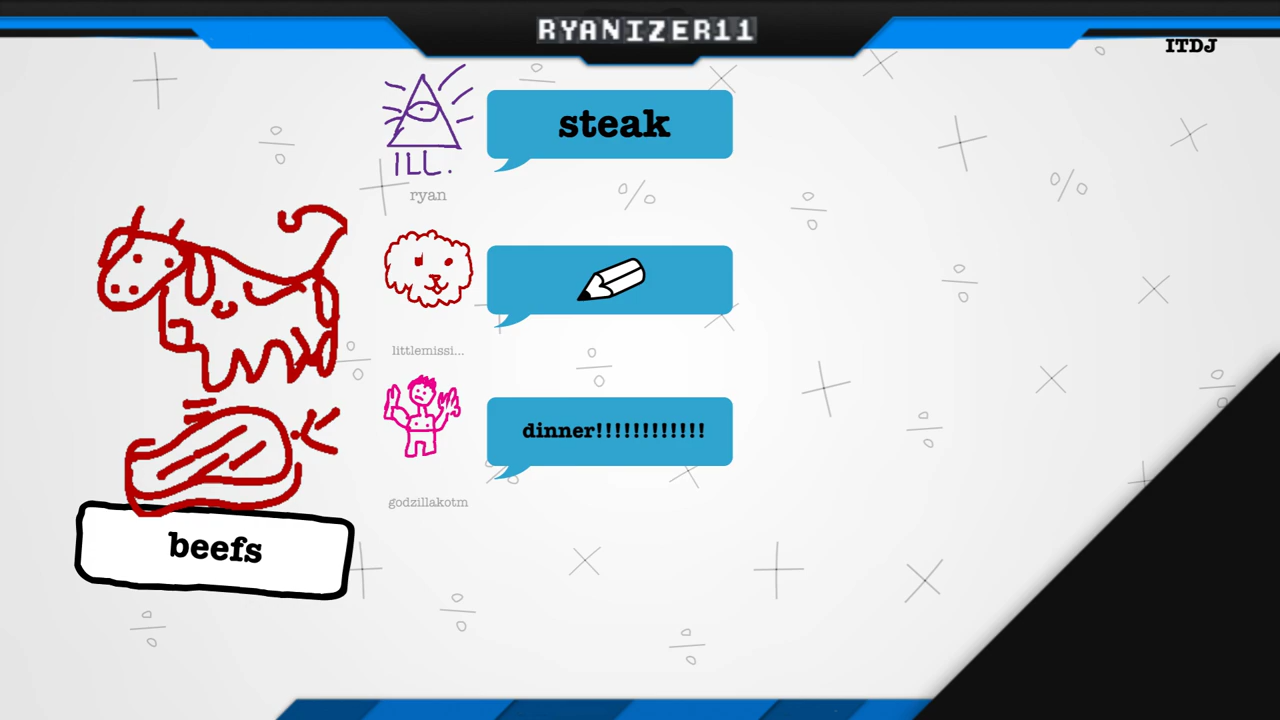 RYANIZER11
ITDJ
ILL.
steak
ryan
littlemissi...
dinner!!!!!!!!!!!!
godzillakotm
beefs